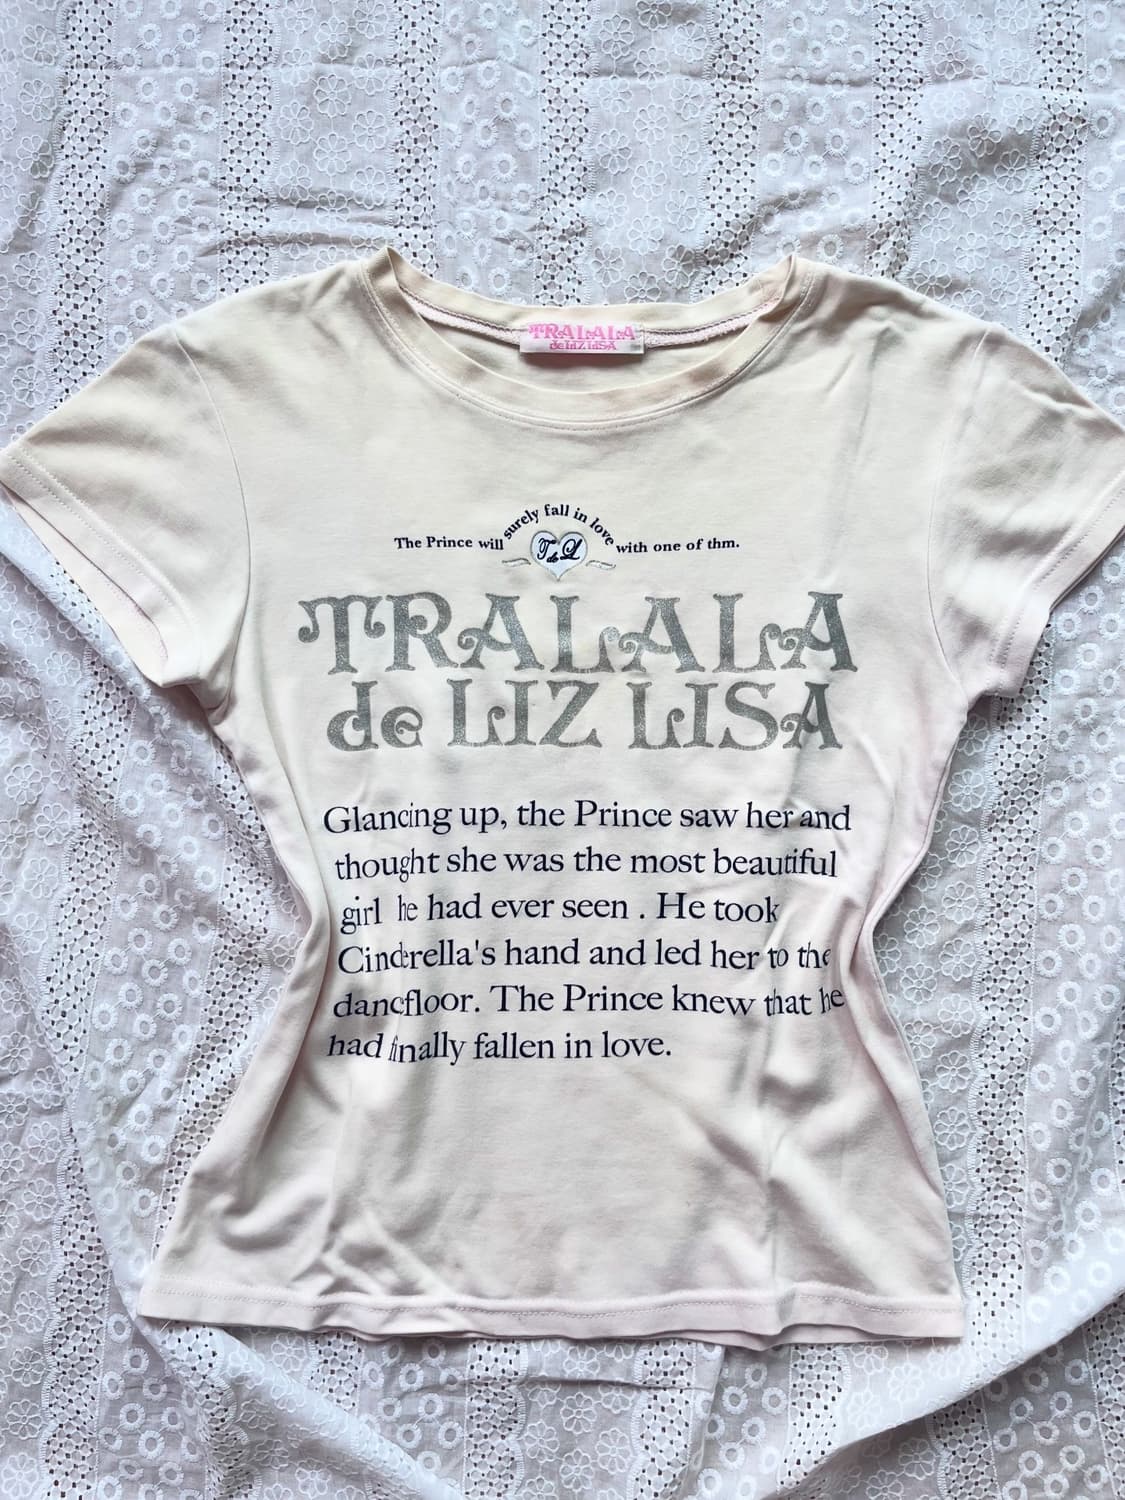 TRALALA
de LIZ LISA
The Prince will surely fall in love with one of thm.
T de L
TRALALA
de LIZ LISA
Glancing up, the Prince saw her and
thought she was the most beautiful
girl he had ever seen . He took
Cinderella's hand and led her to the
dancefloor. The Prince knew that he
had finally fallen in love.